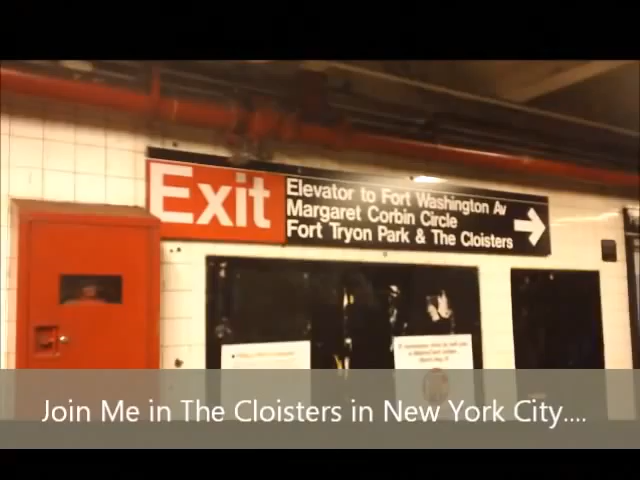 Exit
Elevator to Fort Washington Av
Margaret Corbin Circle
Fort Tryon Park & The Cloisters
Join Me in The Cloisters in New York City....